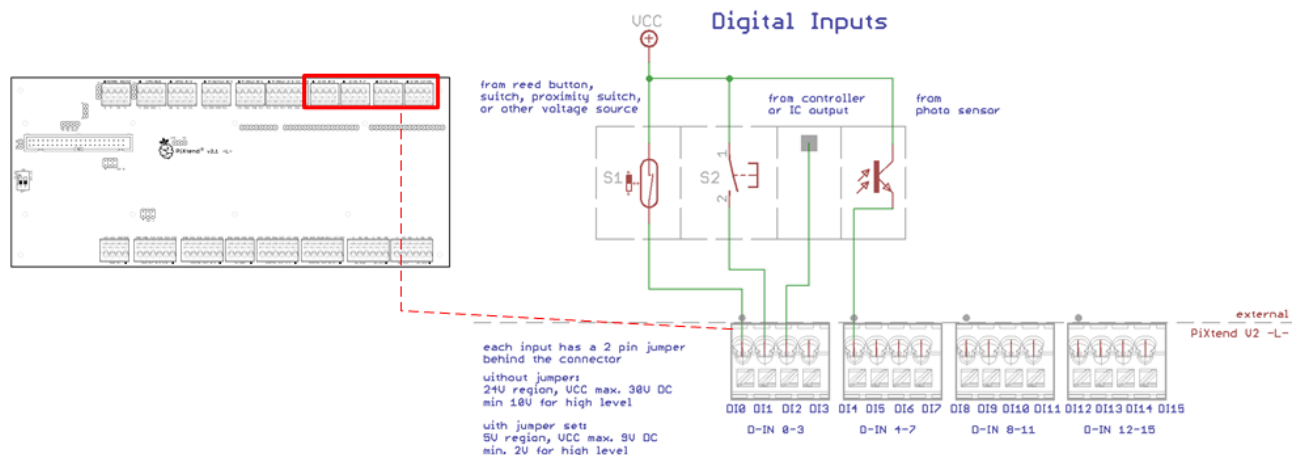 Digital Inputs
VCC
from reed button,
switch, proximity switch,
or other voltage source
from controller
or IC output
from
photo sensor
PiXtend® v2.1 -L-
S1
S2
1
2
external
PiXtend V2 -L-
each input has a 2 pin jumper
behind the connector
without jumper:
24V region, VCC max. 30V DC
min 10V for high level
with jumper set:
5V region, VCC max. 9V DC
min. 2V for high level
DI0 DI1 DI2 DI3
DI4 DI5 DI6 DI7
DI8 DI9 DI10 DI11
DI12 DI13 DI14 DI15
D-IN 0-3
D-IN 4-7
D-IN 8-11
D-IN 12-15